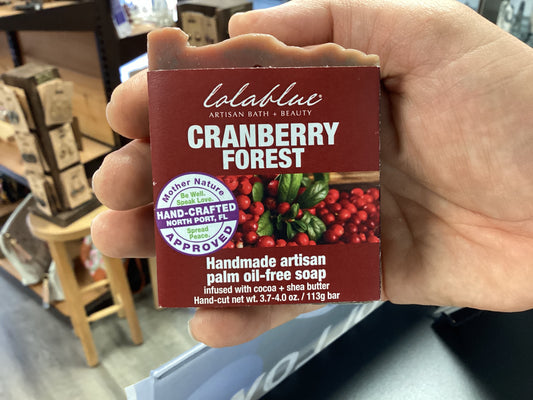 lolablue®
ARTISAN BATH + BEAUTY
CRANBERRY
FOREST
Mother Nature
Be Well.
Speak Love.
HAND-CRAFTED
NORTH PORT, FL
Spread
Peace.
APPROVED
Handmade artisan
palm oil-free soap
infused with cocoa + shea butter
Hand-cut net wt. 3.7-4.0 oz. / 113g bar